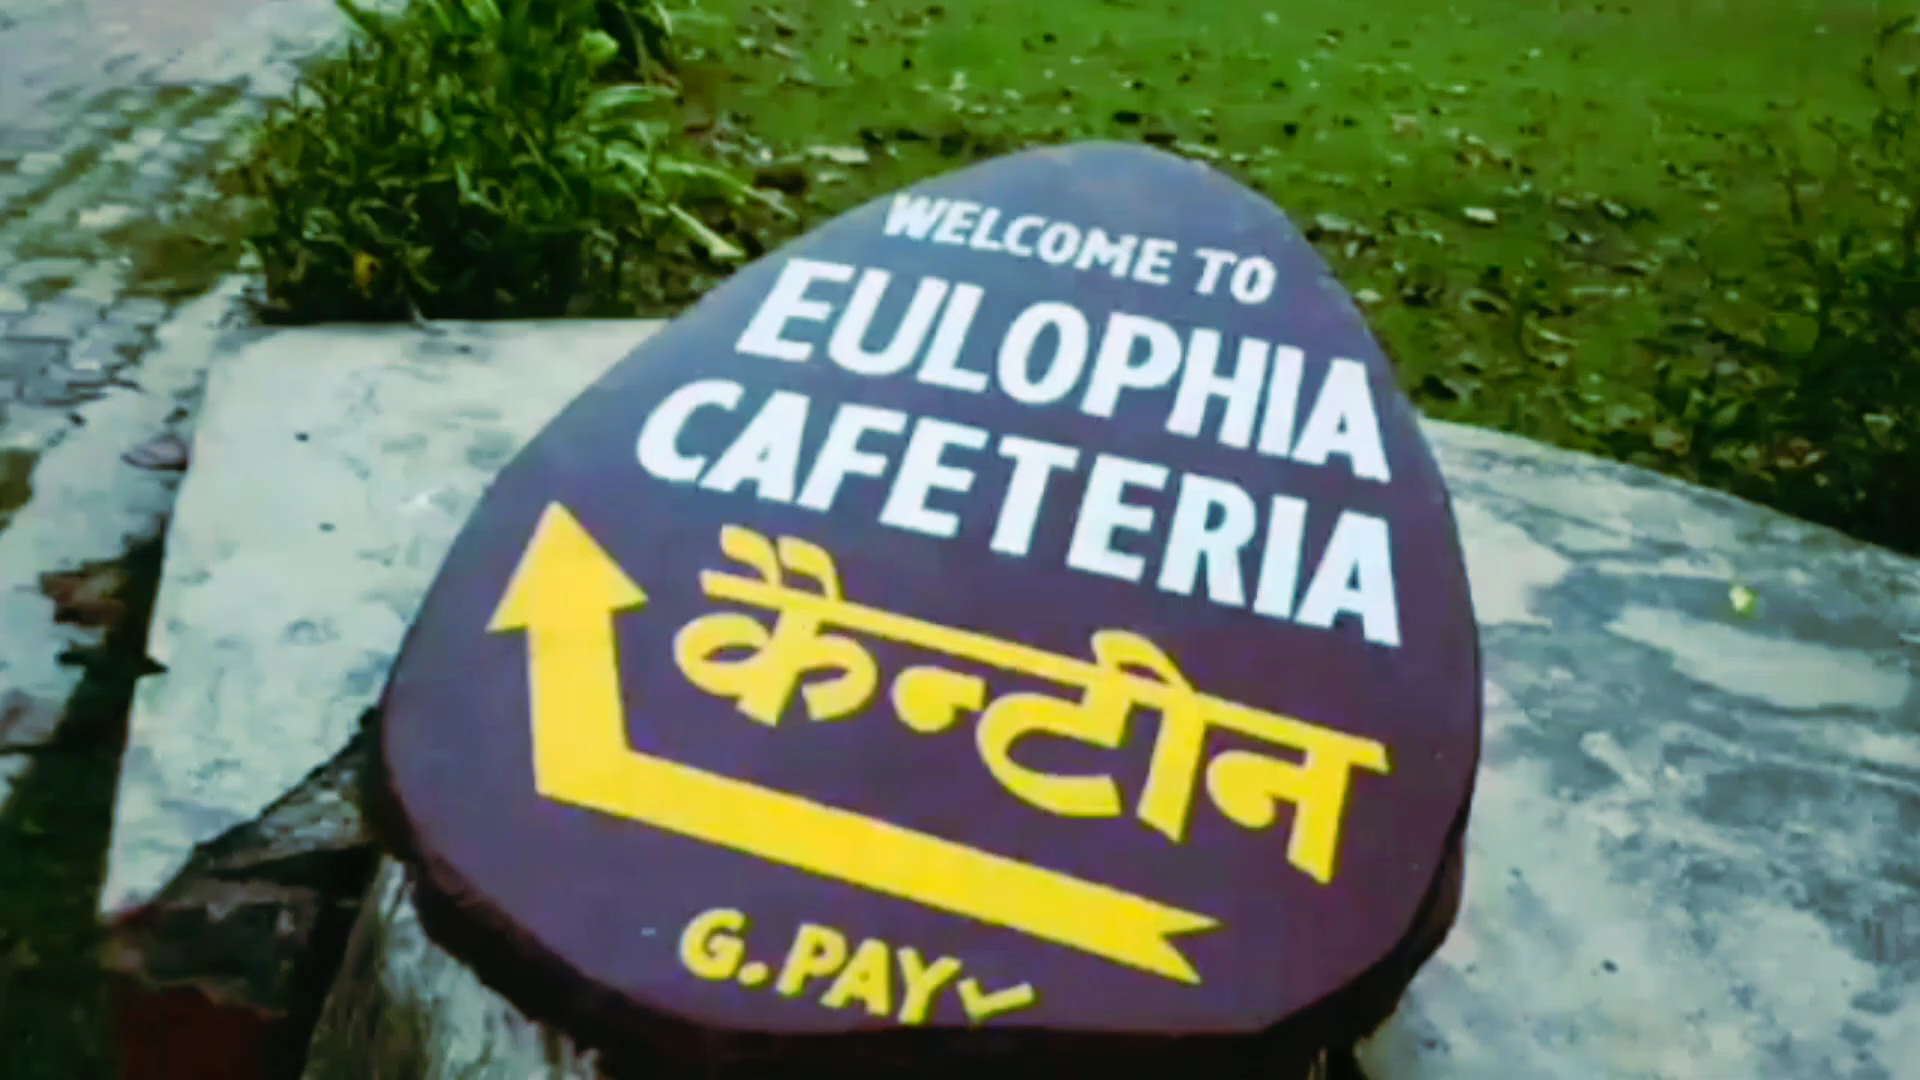 WELCOME TO
EULOPHIA
CAFETERIA
कैन्टीन
G.PAY✓